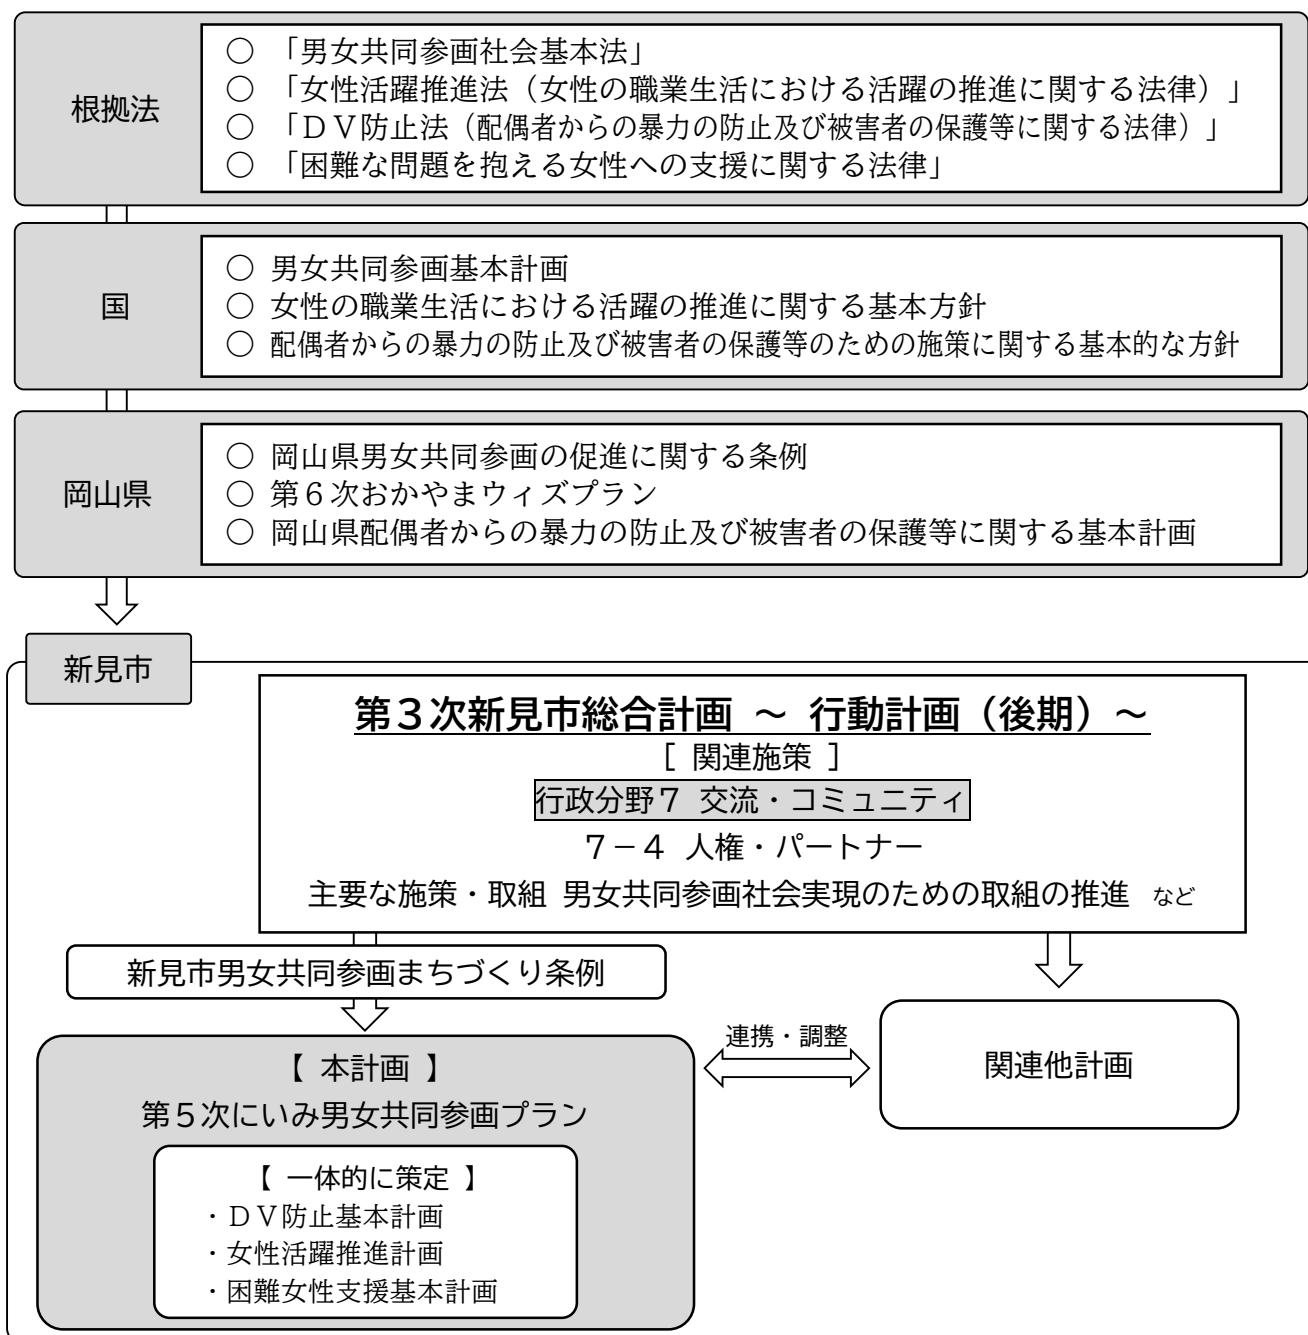 根拠法
○ 「男女共同参画社会基本法」
○ 「女性活躍推進法（女性の職業生活における活躍の推進に関する法律）」
○ 「ＤＶ防止法（配偶者からの暴力の防止及び被害者の保護等に関する法律）」
○ 「困難な問題を抱える女性への支援に関する法律」
国
○ 男女共同参画基本計画
○ 女性の職業生活における活躍の推進に関する基本方針
○ 配偶者からの暴力の防止及び被害者の保護等のための施策に関する基本的な方針
岡山県
○ 岡山県男女共同参画の促進に関する条例
○ 第６次おかやまウィズプラン
○ 岡山県配偶者からの暴力の防止及び被害者の保護等に関する基本計画
新見市
第３次新見市総合計画 ～ 行動計画（後期）～
［ 関連施策 ］
行政分野７ 交流・コミュニティ
７－４ 人権・パートナー
主要な施策・取組 男女共同参画社会実現のための取組の推進 など
新見市男女共同参画まちづくり条例
【 本計画 】
第５次にいみ男女共同参画プラン
【 一体的に策定 】
・ＤＶ防止基本計画
・女性活躍推進計画
・困難女性支援基本計画
連携・調整
関連他計画